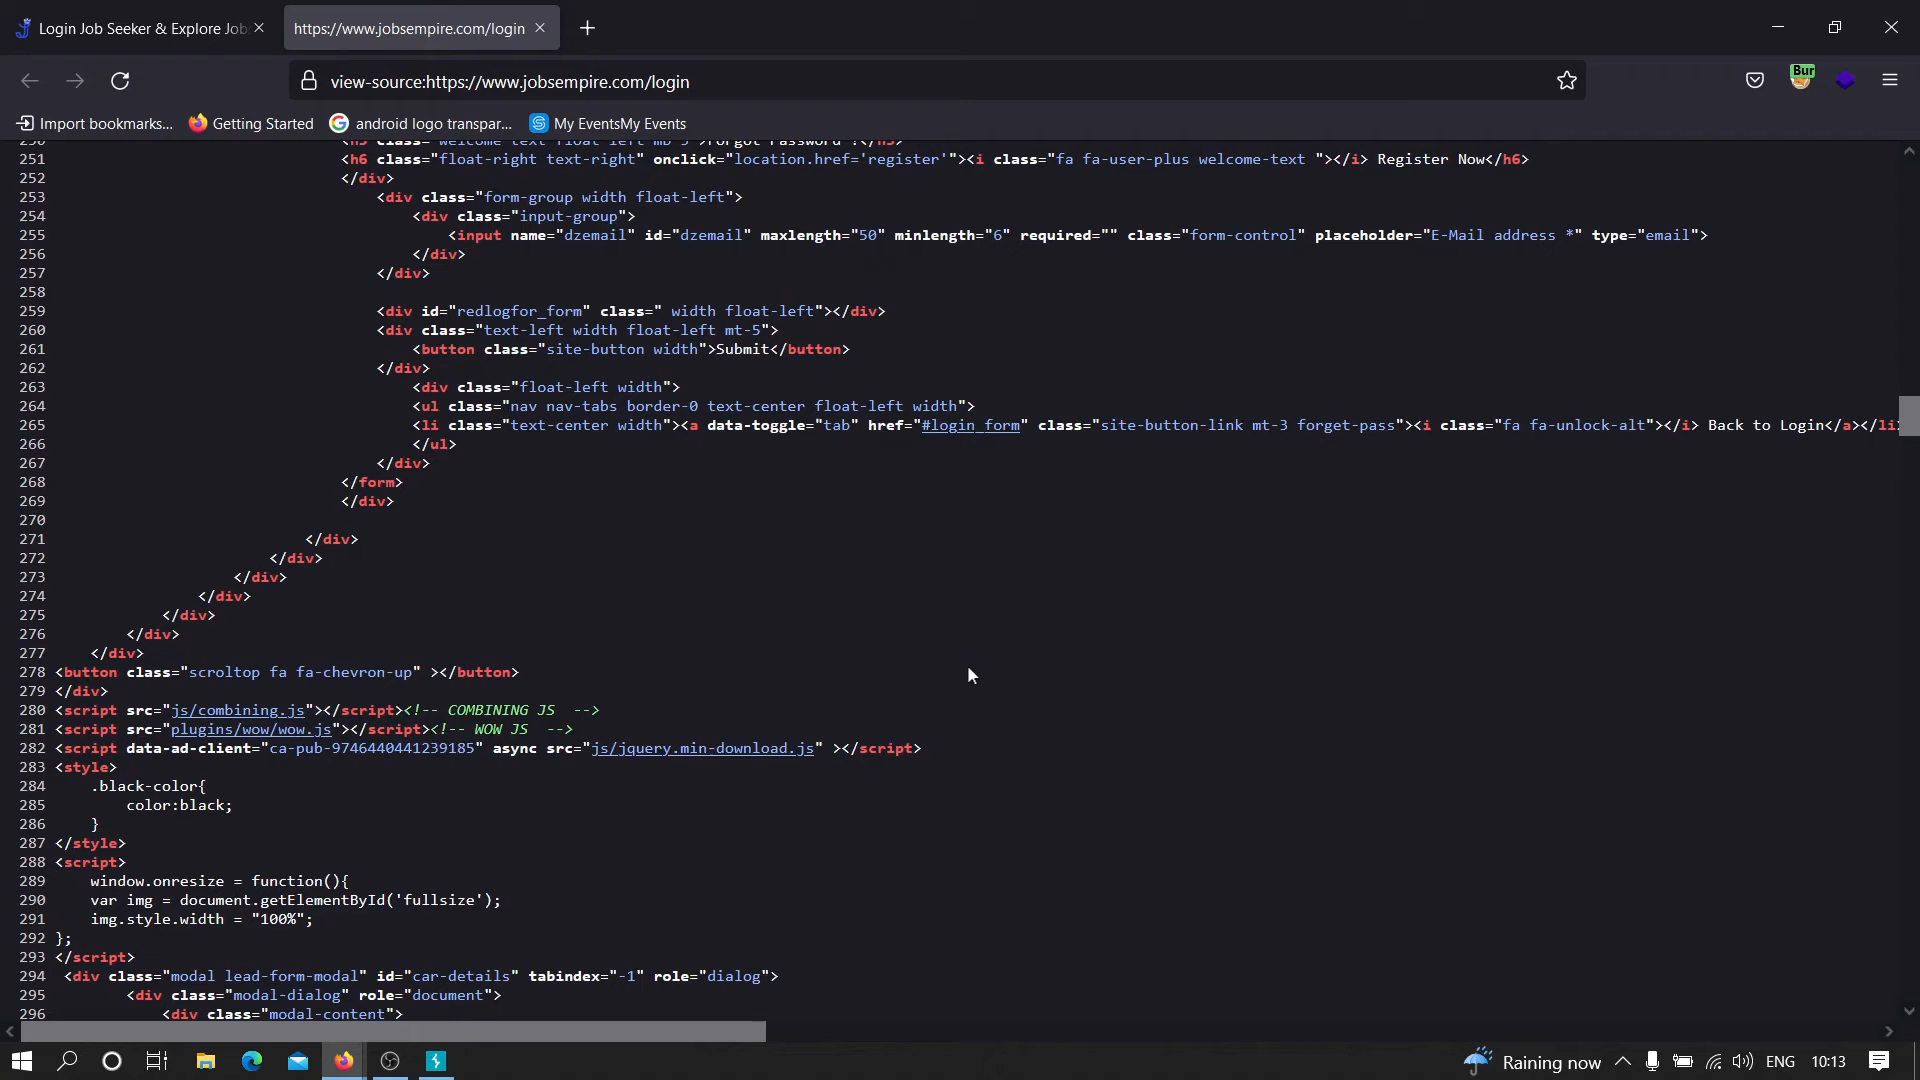 Login Job Seeker & Explore Job
https://www.jobsempire.com/login
view-source:https://www.jobsempire.com/login
Bur
Import bookmarks...
Getting Started
android logo transpar...
My EventsMy Events
251 <h6 class="float-right text-right" onclick="location.href='register'"><i class="fa fa-user-plus welcome-text "></i> Register Now</h6>
252 </div>
253 <div class="form-group width float-left">
254 <div class="input-group">
255 <input name="dzemail" id="dzemail" maxlength="50" minlength="6" required="" class="form-control" placeholder="E-Mail address *" type="email">
256 </div>
257 </div>
258
259 <div id="redlogfor_form" class=" width float-left"></div>
260 <div class="text-left width float-left mt-5">
261 <button class="site-button width">Submit</button>
262 </div>
263 <div class="float-left width">
264 <ul class="nav nav-tabs border-0 text-center float-left width">
265 <li class="text-center width"><a data-toggle="tab" href="#login_form" class="site-button-link mt-3 forget-pass"><i class="fa fa-unlock-alt"></i> Back to Login</a></li>
266 </ul>
267 </div>
268 </form>
269 </div>
270
271 </div>
272 </div>
273 </div>
274 </div>
275 </div>
276 </div>
277 </div>
278 <button class="scroltop fa fa-chevron-up" ></button>
279 </div>
280 <script src="js/combining.js"></script><!-- COMBINING JS  -->
281 <script src="plugins/wow/wow.js"></script><!-- WOW JS  -->
282 <script data-ad-client="ca-pub-9746440441239185" async src="js/jquery.min-download.js" ></script>
283 <style>
284 .black-color{
285 color:black;
286 }
287 </style>
288 <script>
289 window.onresize = function(){
290 var img = document.getElementById('fullsize');
291 img.style.width = "100%";
292 };
293 </script>
294 <div class="modal lead-form-modal" id="car-details" tabindex="-1" role="dialog">
295 <div class="modal-dialog" role="document">
296 <div class="modal-content">
Raining now
ENG
10:13